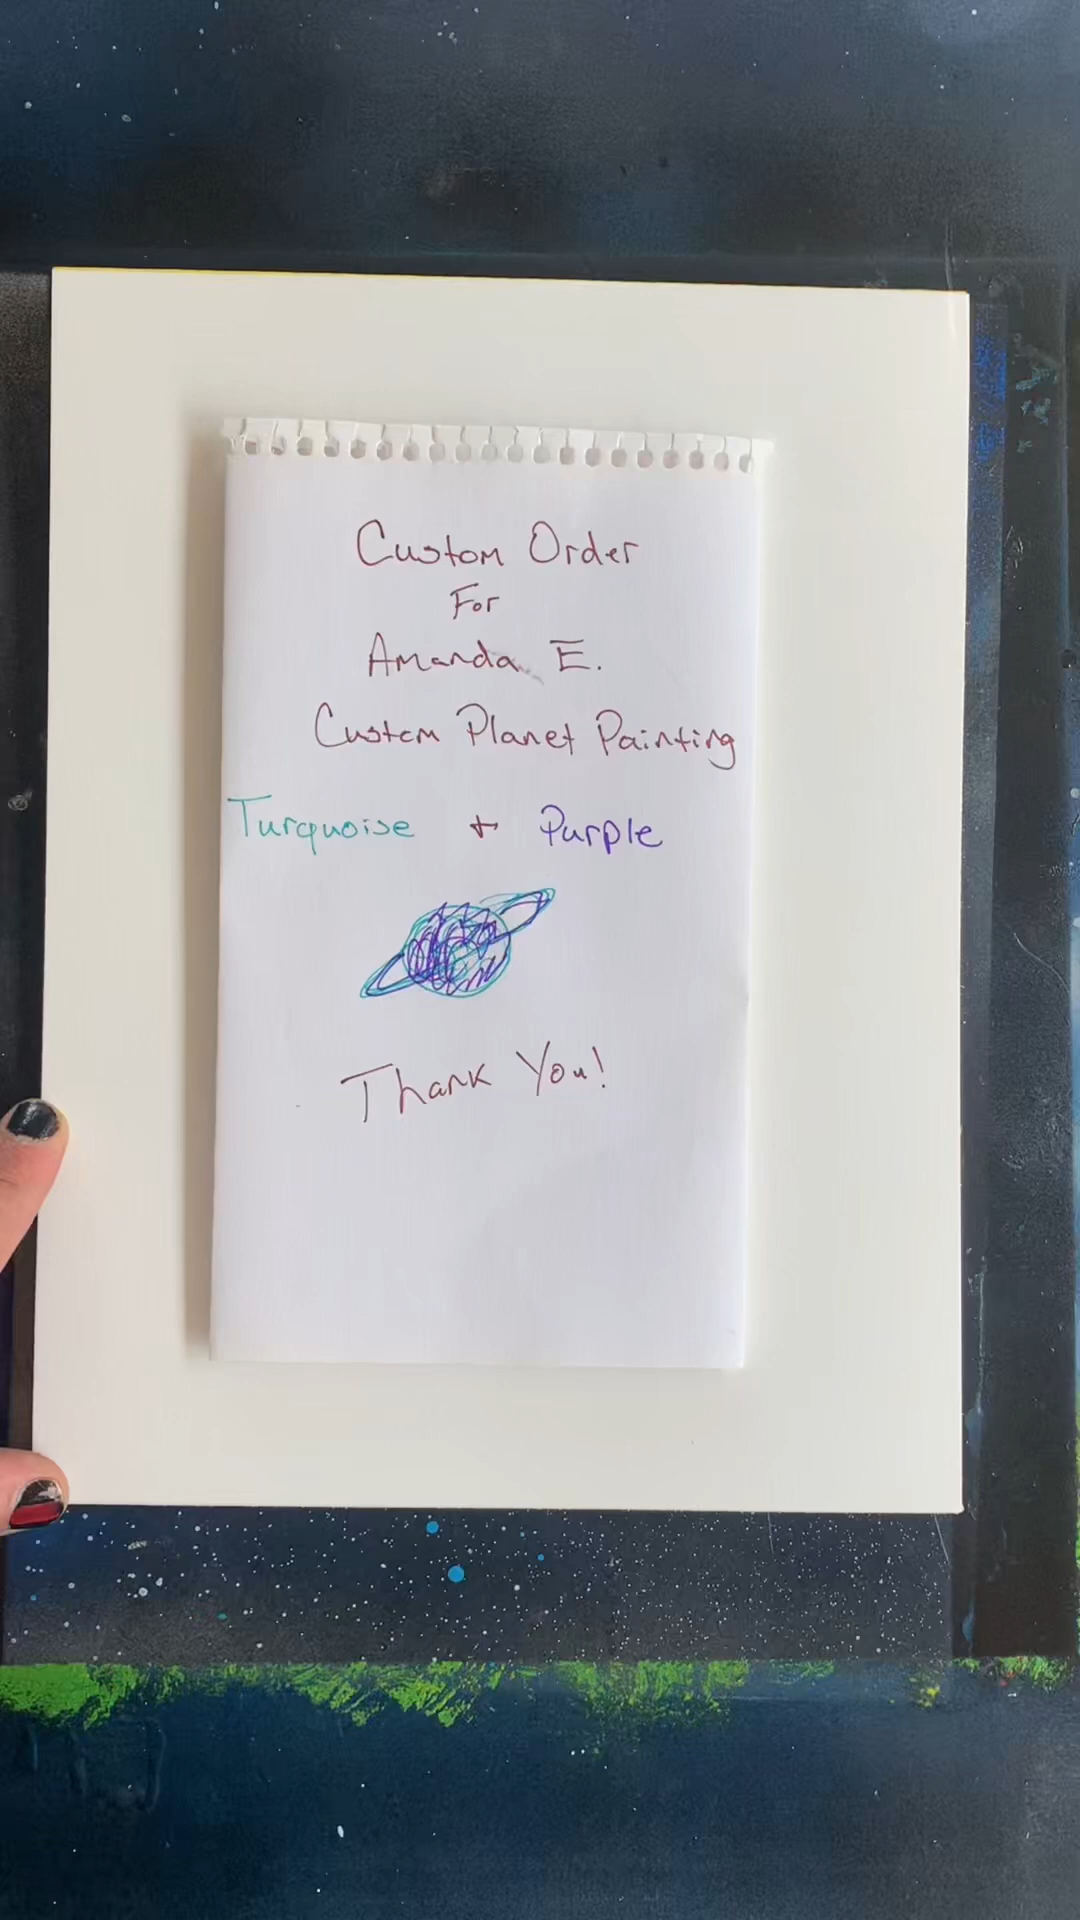 Custom Order
For
Amanda E.
Custom Planet Painting
Turquoise + Purple
Thank You!